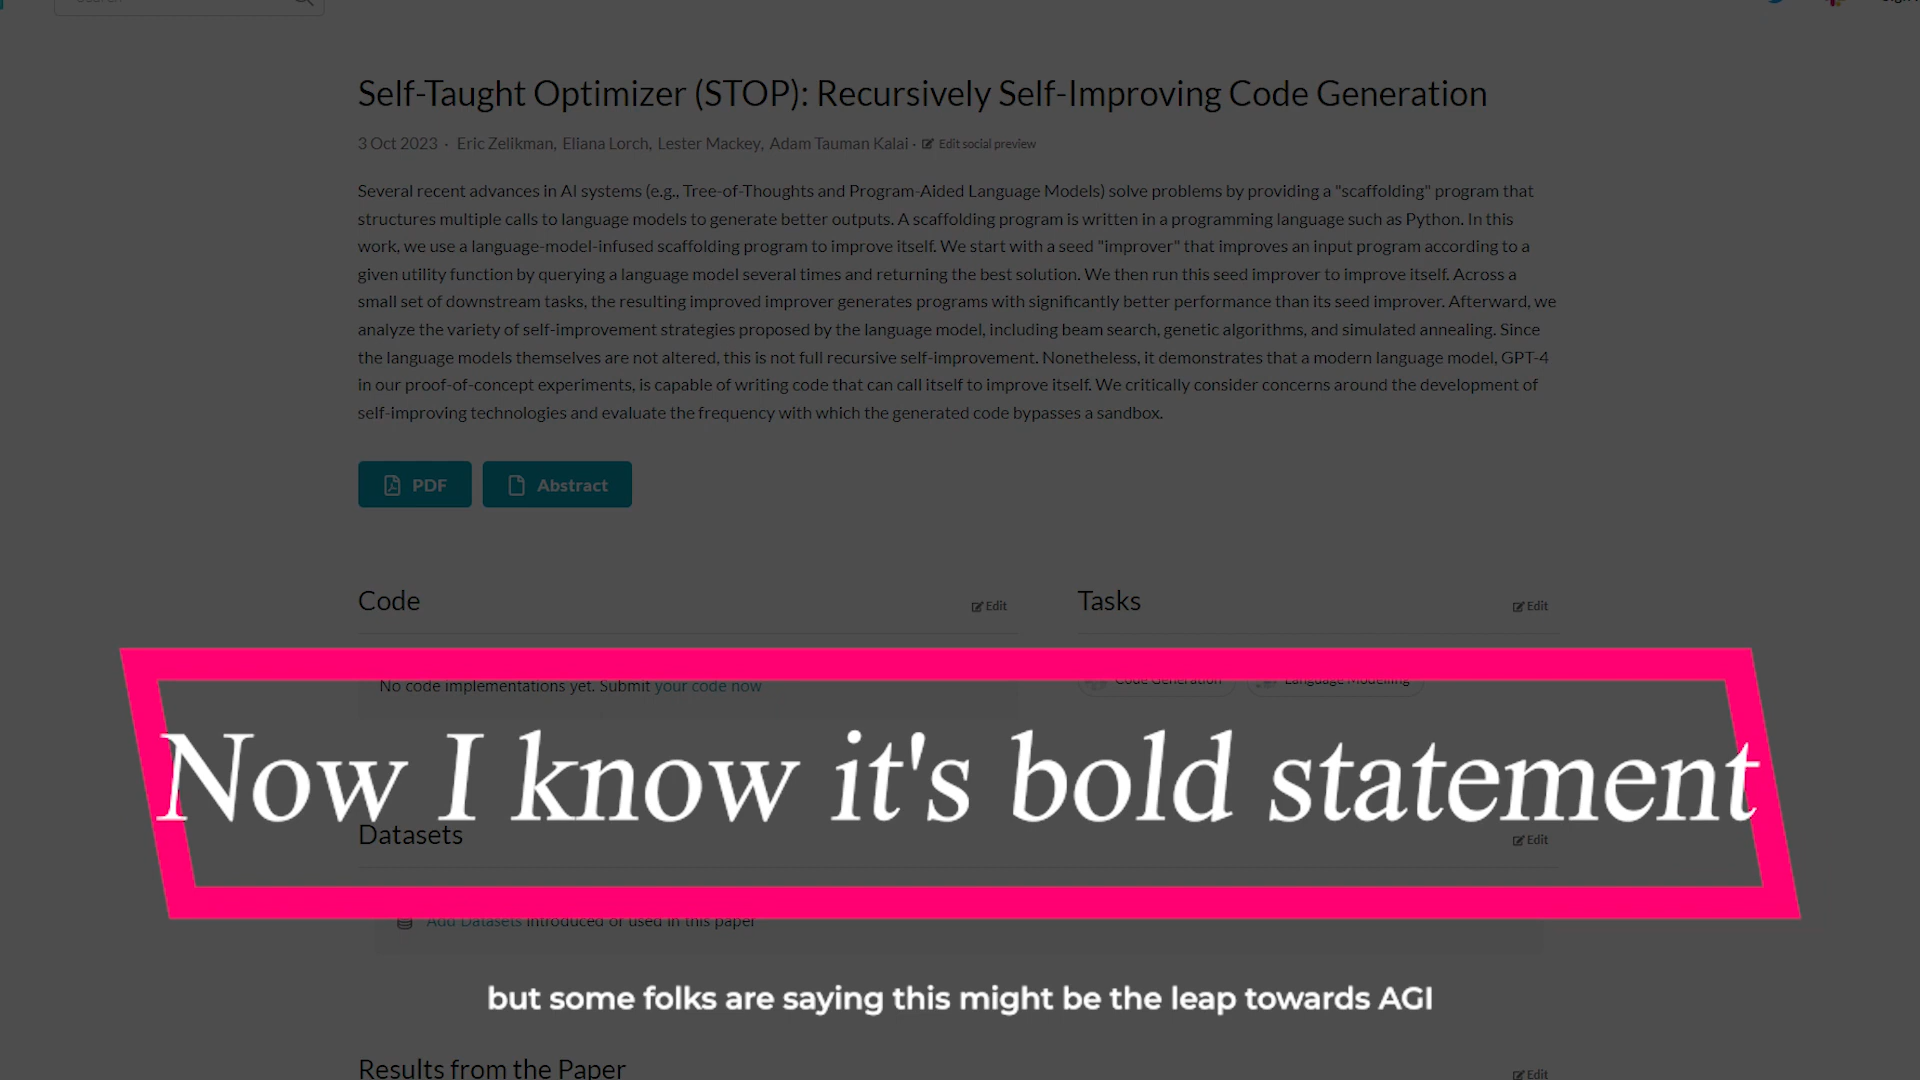 Self-Taught Optimizer (STOP): Recursively Self-Improving Code Generation
3 Oct 2023 · Eric Zelikman, Eliana Lorch, Lester Mackey, Adam Tauman Kalai · Edit social preview
Several recent advances in AI systems (e.g., Tree-of-Thoughts and Program-Aided Language Models) solve problems by providing a "scaffolding" program that
structures multiple calls to language models to generate better outputs. A scaffolding program is written in a programming language such as Python. In this
work, we use a language-model-infused scaffolding program to improve itself. We start with a seed "improver" that improves an input program according to a
given utility function by querying a language model several times and returning the best solution. We then run this seed improver to improve itself. Across a
small set of downstream tasks, the resulting improved improver generates programs with significantly better performance than its seed improver. Afterward, we
analyze the variety of self-improvement strategies proposed by the language model, including beam search, genetic algorithms, and simulated annealing. Since
the language models themselves are not altered, this is not full recursive self-improvement. Nonetheless, it demonstrates that a modern language model, GPT-4
in our proof-of-concept experiments, is capable of writing code that can call itself to improve itself. We critically consider concerns around the development of
self-improving technologies and evaluate the frequency with which the generated code bypasses a sandbox.
PDF Abstract
Code Edit Tasks Edit
No code implementations yet. Submit your code now
Code Generation Language Modelling
Now I know it's bold statement
Datasets Edit
Add Datasets introduced or used in this paper
but some folks are saying this might be the leap towards AGI
Results from the Paper Edit